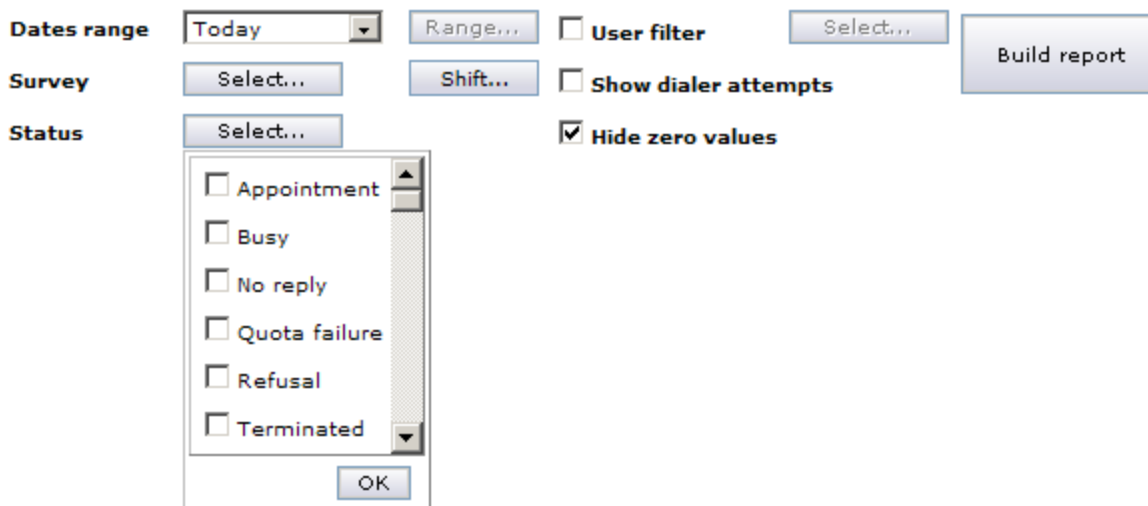 Dates range Today Range... User filter Select... Build report
Survey Select... Shift... Show dialer attempts
Status Select... Hide zero values
Appointment
Busy
No reply
Quota failure
Refusal
Terminated
OK